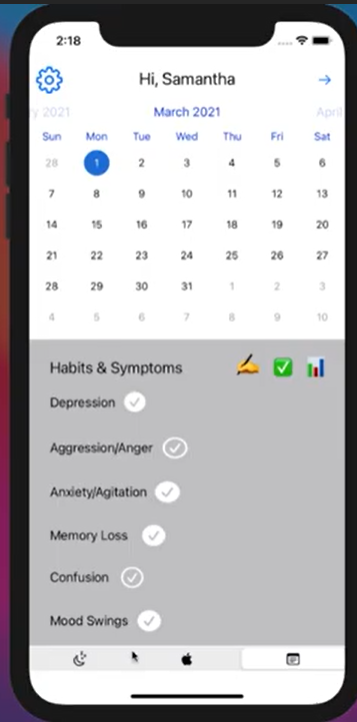 2:18
Hi, Samantha
y 2021 March 2021 April
Sun Mon Tue Wed Thu Fri Sat
28 1 2 3 4 5 6
7 8 9 10 11 12 13
14 15 16 17 18 19 20
21 22 23 24 25 26 27
28 29 30 31 1 2 3
4 5 6 7 8 9 10
Habits & Symptoms
Depression
Aggression/Anger
Anxiety/Agitation
Memory Loss
Confusion
Mood Swings